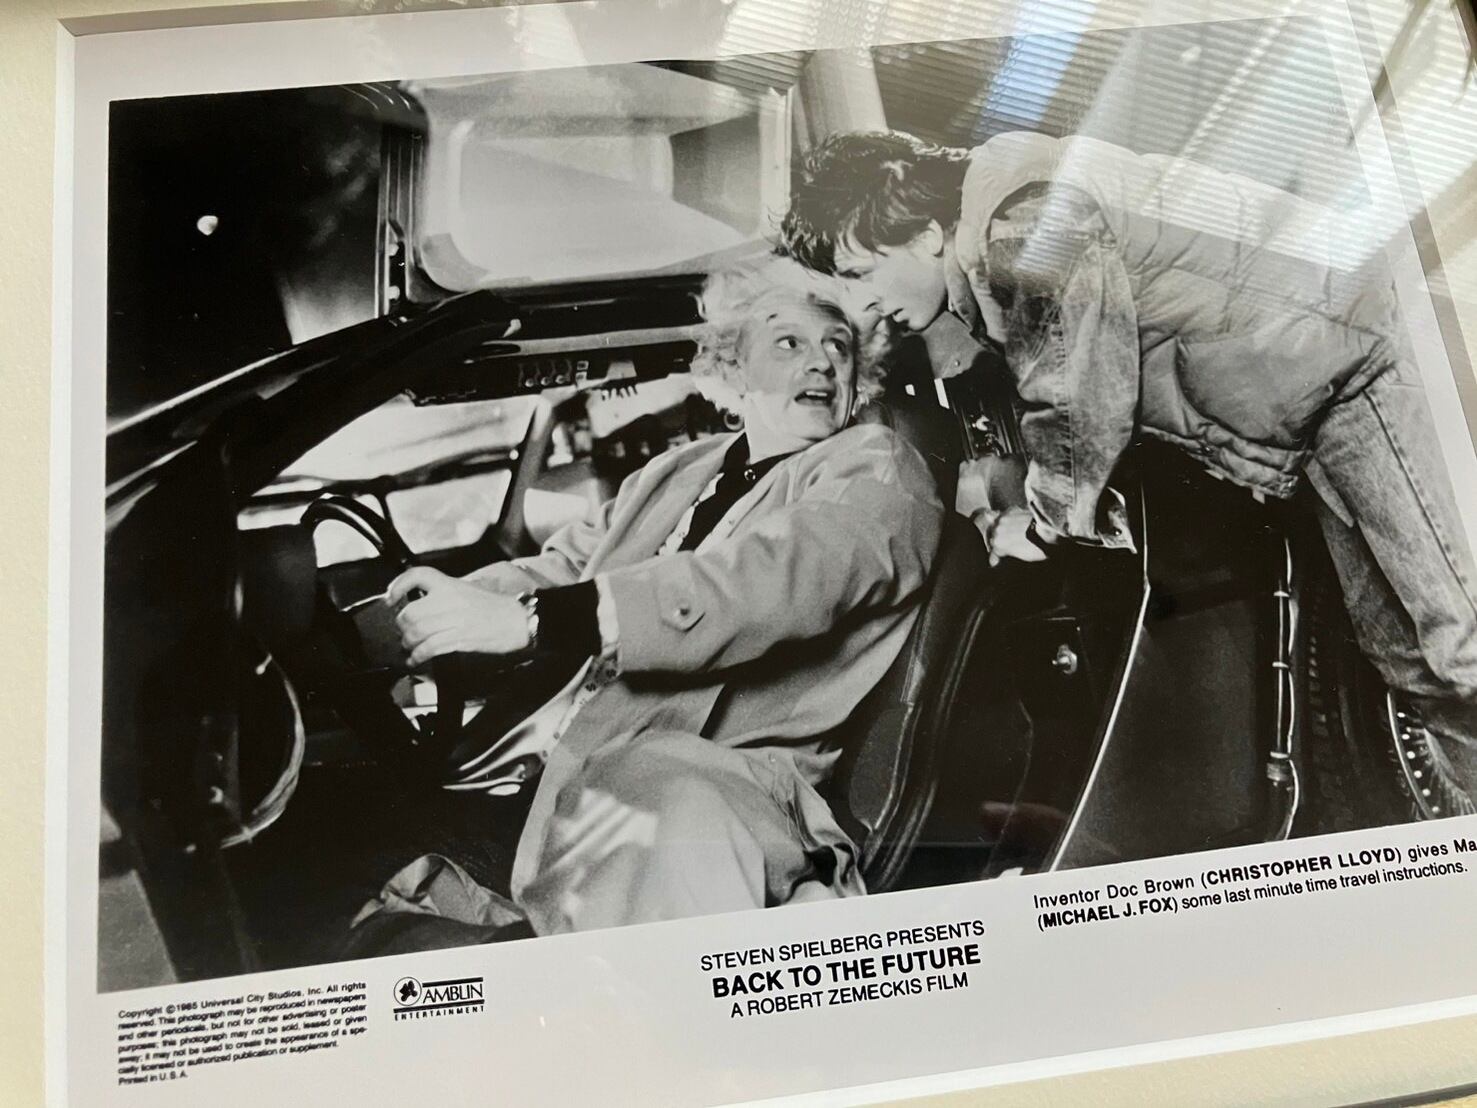 Inventor Doc Brown (CHRISTOPHER LLOYD) gives Ma
(MICHAEL J. FOX) some last minute time travel instructions.
STEVEN SPIELBERG PRESENTS
BACK TO THE FUTURE
A ROBERT ZEMECKIS FILM
Copyright ©1985 Universal City Studios, Inc. All rights
reserved. This photograph may be reproduced in newspapers
and other periodicals, but not for other advertising or poster
purposes; this photograph may not be sold, leased or given
away; it may not be used to create the appearance of a spe-
cially licensed or authorized publication or supplement.
Printed in U.S.A.
AMBLIN
ENTERTAINMENT